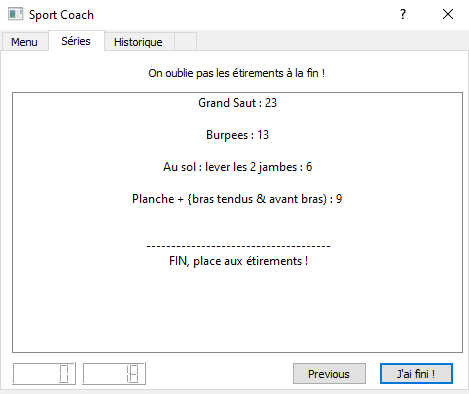 Sport Coach
Menu Séries Historique
On oublie pas les étirements à la fin !
Grand Saut : 23
Burpees : 13
Au sol : lever les 2 jambes : 6
Planche + {bras tendus & avant bras) : 9
-------------------------------------
FIN, place aux étirements !
0 18 Previous J'ai fini !